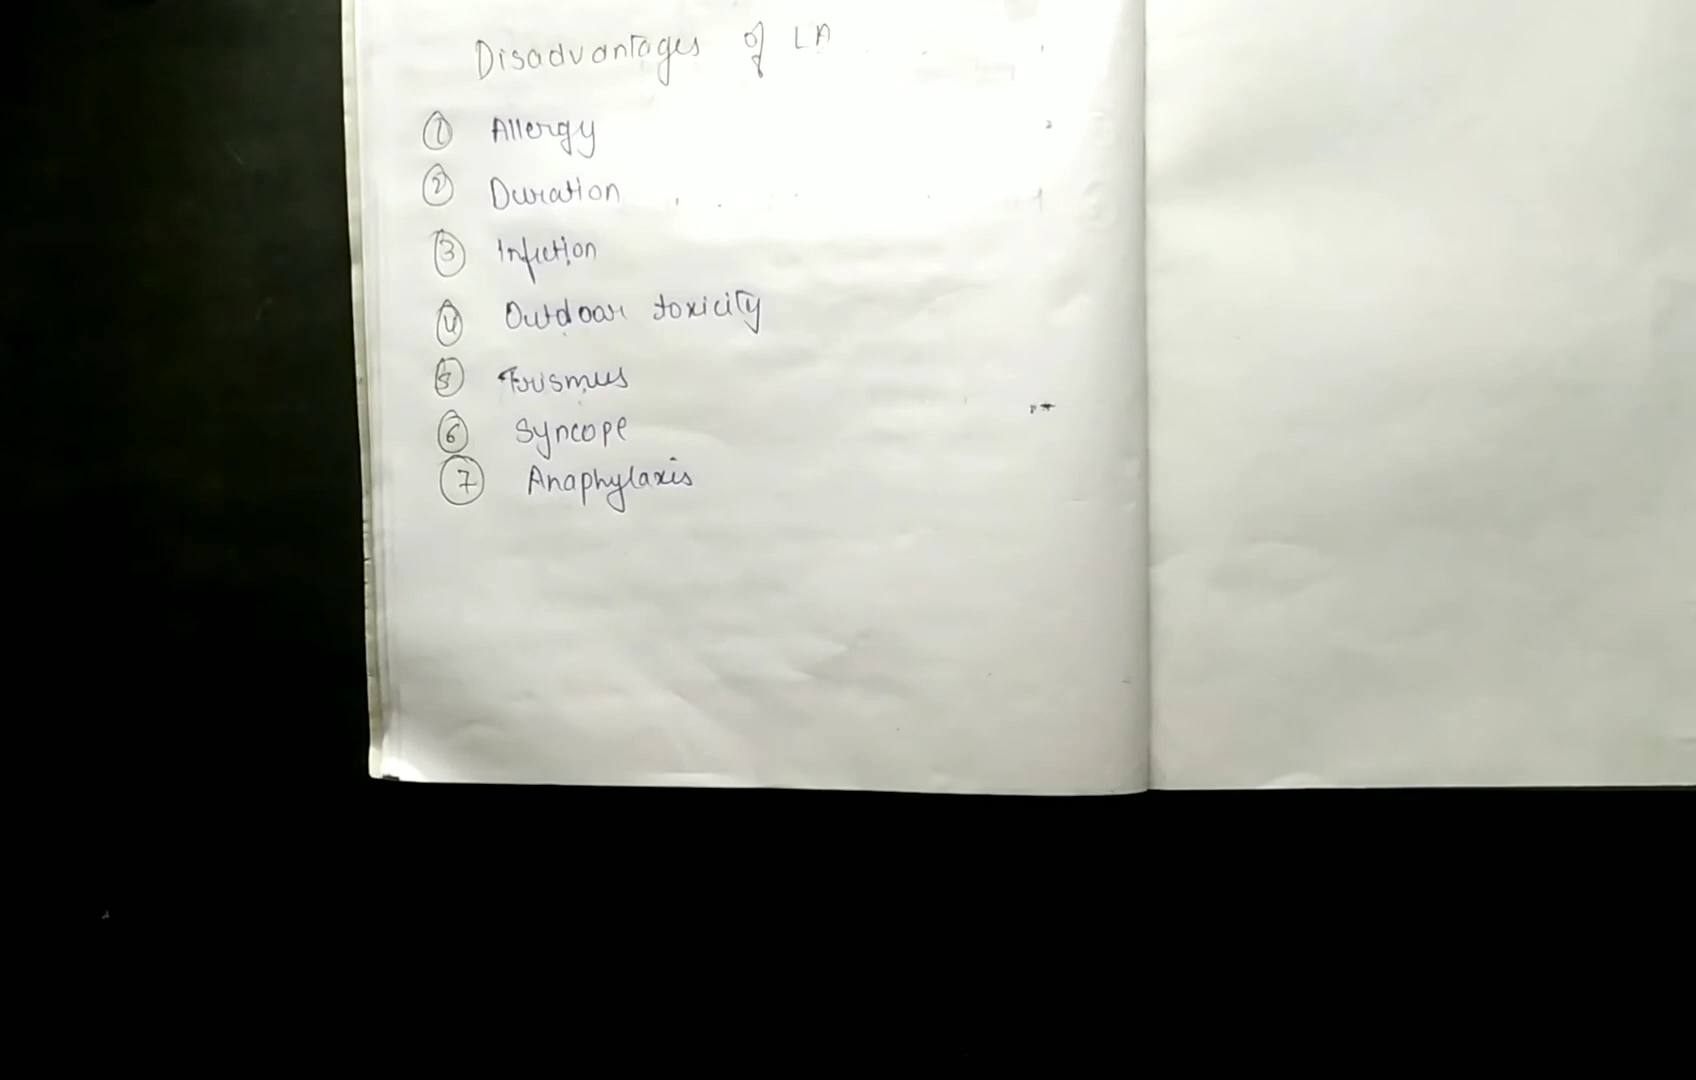 Disadvantages of LA
① Allergy
② Duration
③ Infection
④ Outdoor toxicity
⑤ Trismus
⑥ Syncope
⑦ Anaphylaxis